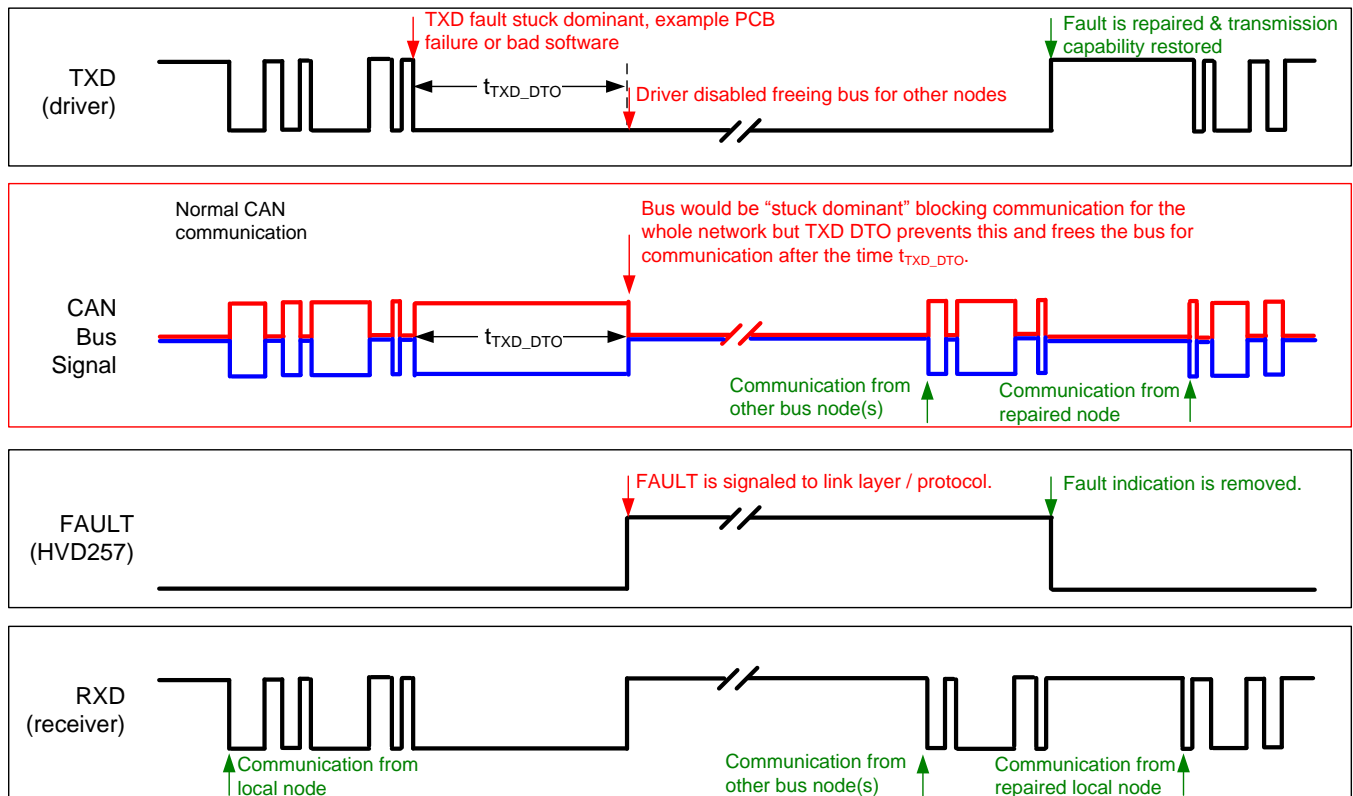 TXD fault stuck dominant, example PCB
failure or bad software
Fault is repaired & transmission
capability restored
TXD
(driver)
tTXD_DTO
Driver disabled freeing bus for other nodes
Normal CAN
communication
Bus would be “stuck dominant” blocking communication for the
whole network but TXD DTO prevents this and frees the bus for
communication after the time tTXD_DTO.
CAN
Bus
Signal
tTXD_DTO
Communication from
other bus node(s)
Communication from
repaired node
FAULT is signaled to link layer / protocol.
Fault indication is removed.
FAULT
(HVD257)
RXD
(receiver)
Communication from
local node
Communication from
other bus node(s)
Communication from
repaired local node